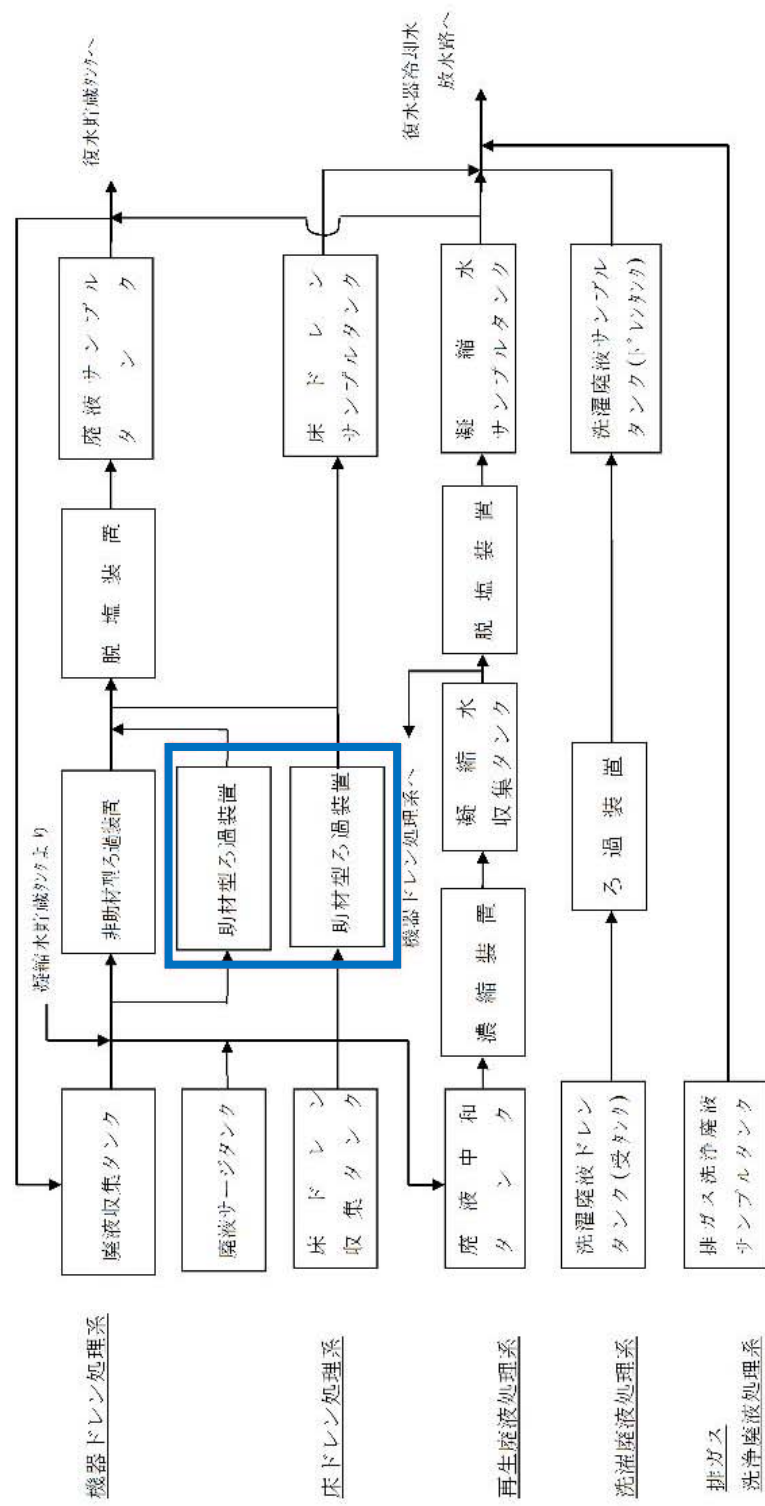 機器ドレン処理系
廃液収集タンク
凝縮水貯蔵タンクより
非助材型ろ過装置
脱塩装置
廃液サンプル
タンク
復水貯蔵タンクへ
廃液サージタンク
助材型ろ過装置
床ドレン処理系
床ドレン
収集タンク
助材型ろ過装置
床ドレン
サンプルタンク
機器ドレン処理系へ
再生廃液処理系
廃液中和
タンク
濃縮装置
凝縮水
収集タンク
脱塩装置
凝縮水
サンプルタンク
復水器冷却水
放水路へ
洗濯廃液処理系
洗濯廃液ドレン
タンク(受タンク)
ろ過装置
洗濯廃液サンプル
タンク(ドレンタンク)
排ガス
洗浄廃液処理系
排ガス洗浄廃液
サンプルタンク